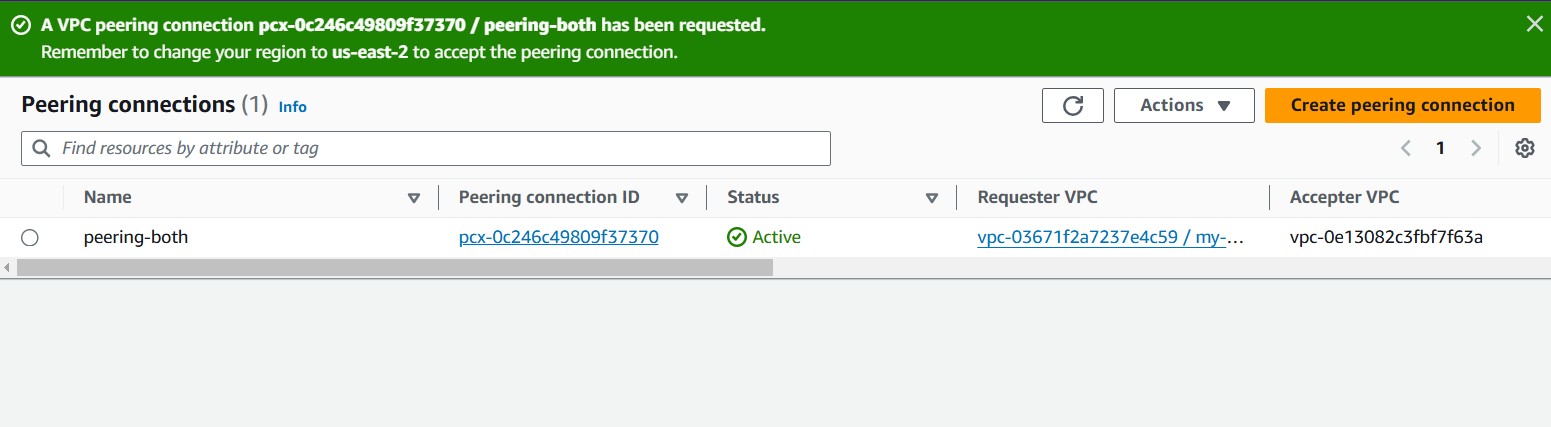 A VPC peering connection pcx-0c246c49809f37370 / peering-both has been requested.
Remember to change your region to us-east-2 to accept the peering connection.
Peering connections (1) Info
Actions
Create peering connection
Find resources by attribute or tag
1
Name Peering connection ID Status Requester VPC Accepter VPC
peering-both pcx-0c246c49809f37370 Active vpc-03671f2a7237e4c59 / my-... vpc-0e13082c3fbf7f63a